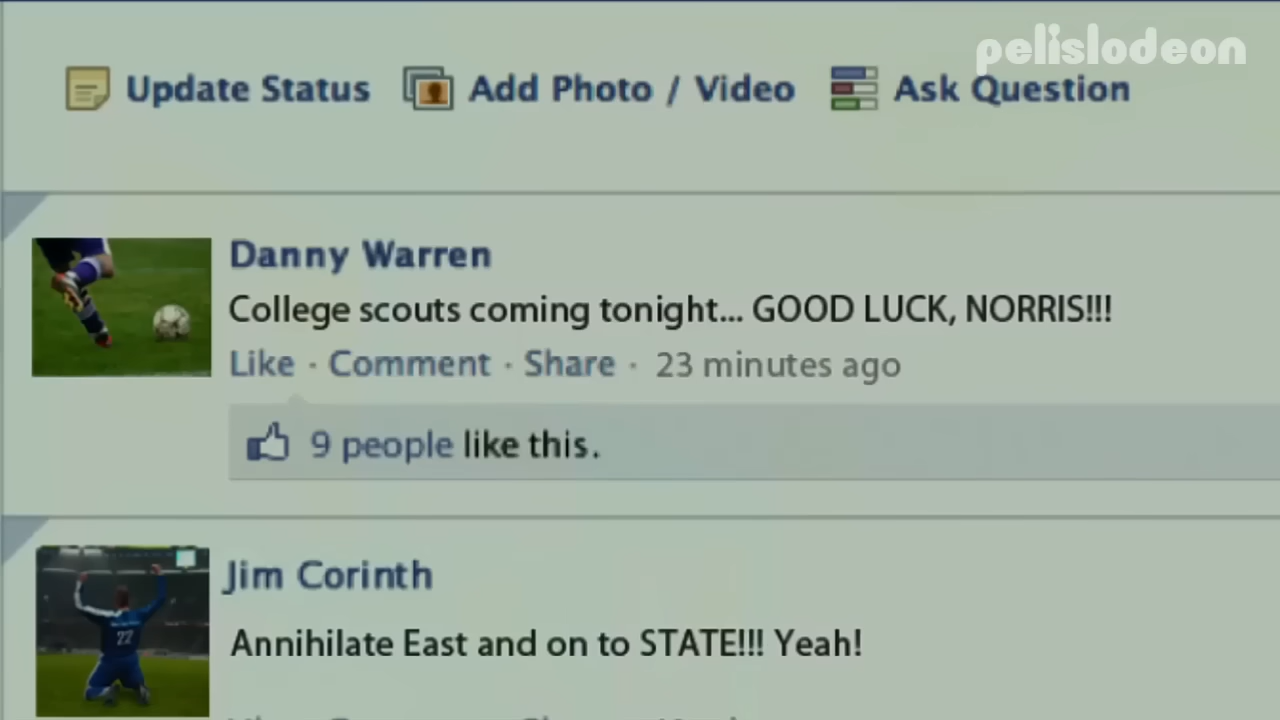 pelislodeon
Update Status Add Photo / Video Ask Question
Danny Warren
College scouts coming tonight... GOOD LUCK, NORRIS!!!
Like · Comment · Share · 23 minutes ago
9 people like this.
22
Jim Corinth
Annihilate East and on to STATE!!! Yeah!